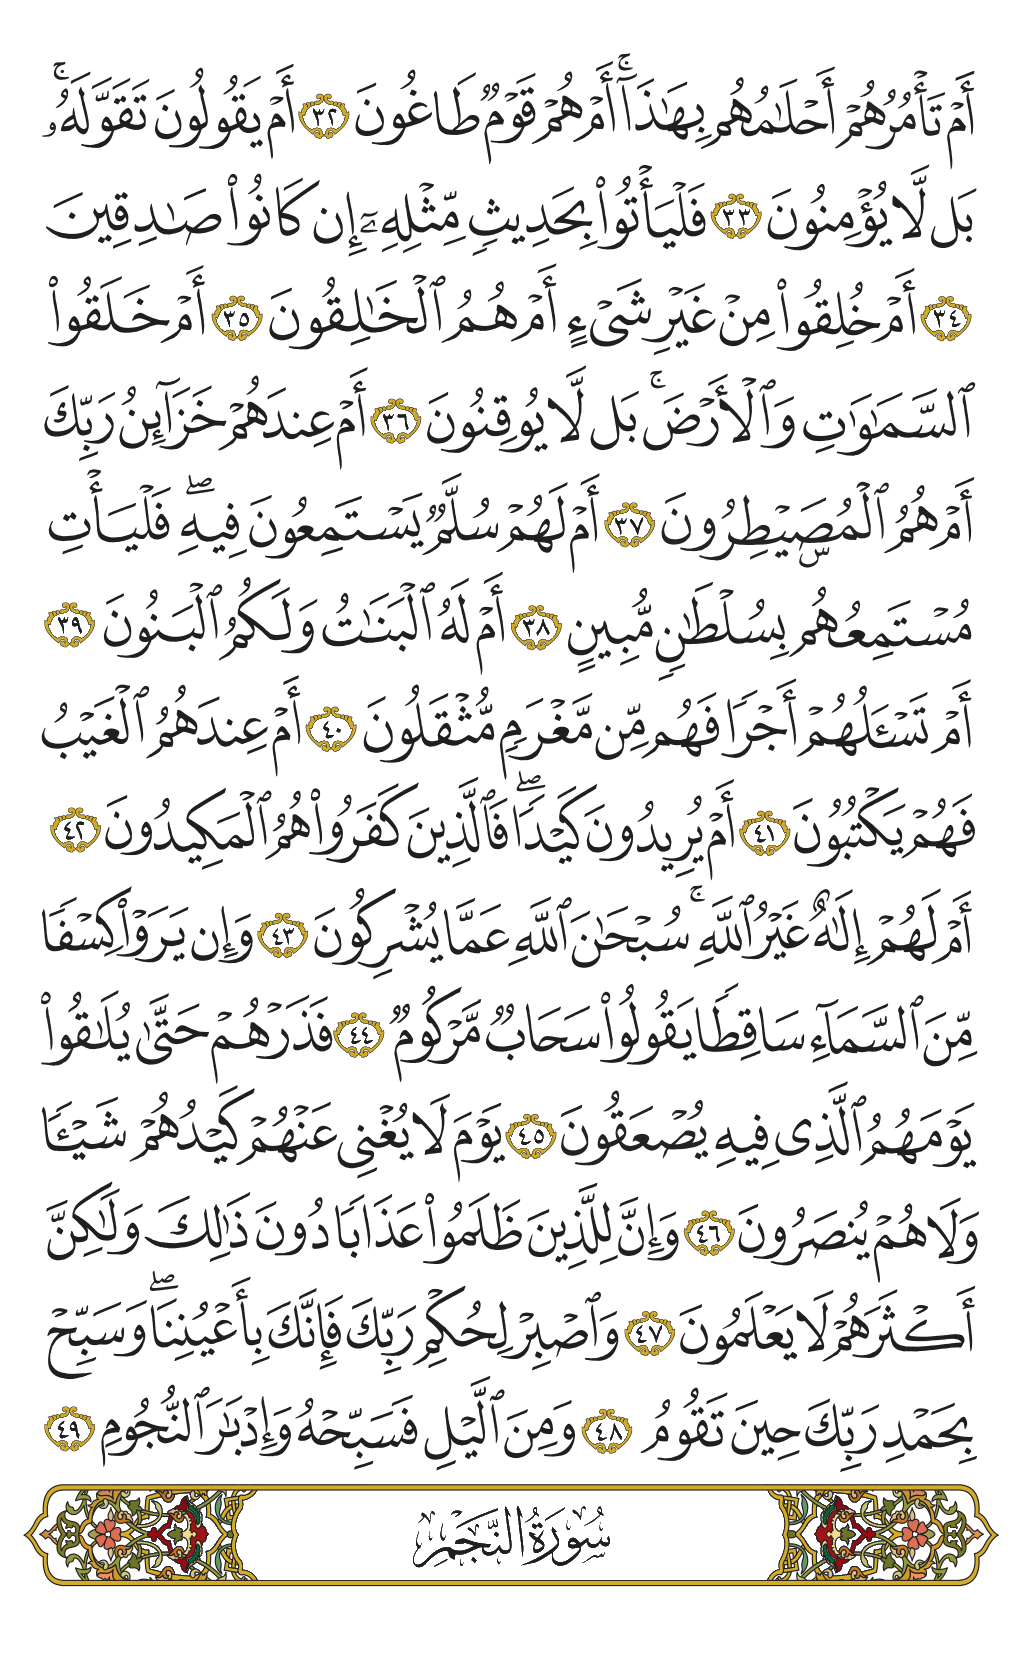 أَمْ تَأْمُرُهُمْ أَحْلَٰمُهُم بِهَٰذَآ ۚ أَمْ هُمْ قَوْمٌ طَاغُونَ ٣٢ أَمْ يَقُولُونَ تَقَوَّلَهُۥ ۚ
بَل لَّا يُؤْمِنُونَ ٣٣ فَلْيَأْتُوا۟ بِحَدِيثٍ مِّثْلِهِۦٓ إِن كَانُوا۟ صَٰدِقِينَ
٣٤ أَمْ خُلِقُوا۟ مِنْ غَيْرِ شَىْءٍ أَمْ هُمُ ٱلْخَٰلِقُونَ ٣٥ أَمْ خَلَقُوا۟
ٱلسَّمَٰوَٰتِ وَٱلْأَرْضَ ۚ بَل لَّا يُوقِنُونَ ٣٦ أَمْ عِندَهُمْ خَزَآئِنُ رَبِّكَ
أَمْ هُمُ ٱلْمُصَۣيْطِرُونَ ٣٧ أَمْ لَهُمْ سُلَّمٌ يَسْتَمِعُونَ فِيهِ ۖ فَلْيَأْتِ
مُسْتَمِعُهُم بِسُلْطَٰنٍ مُّبِينٍ ٣٨ أَمْ لَهُ ٱلْبَنَٰتُ وَلَكُمُ ٱلْبَنُونَ ٣٩
أَمْ تَسْـَٔلُهُمْ أَجْرًا فَهُم مِّن مَّغْرَمٍ مُّثْقَلُونَ ٤٠ أَمْ عِندَهُمُ ٱلْغَيْبُ
فَهُمْ يَكْتُبُونَ ٤١ أَمْ يُرِيدُونَ كَيْدًا ۖ فَٱلَّذِينَ كَفَرُوا۟ هُمُ ٱلْمَكِيدُونَ ٤٢
أَمْ لَهُمْ إِلَٰهٌ غَيْرُ ٱللَّهِ ۚ سُبْحَٰنَ ٱللَّهِ عَمَّا يُشْرِكُونَ ٤٣ وَإِن يَرَوْا۟ كِسْفًا
مِّنَ ٱلسَّمَآءِ سَاقِطًا يَقُولُوا۟ سَحَابٌ مَّرْكُومٌ ٤٤ فَذَرْهُمْ حَتَّىٰ يُلَٰقُوا۟
يَوْمَهُمُ ٱلَّذِى فِيهِ يُصْعَقُونَ ٤٥ يَوْمَ لَا يُغْنِى عَنْهُمْ كَيْدُهُمْ شَيْـًٔا
وَلَا هُمْ يُنصَرُونَ ٤٦ وَإِنَّ لِلَّذِينَ ظَلَمُوا۟ عَذَابًا دُونَ ذَٰلِكَ وَلَٰكِنَّ
أَكْثَرَهُمْ لَا يَعْلَمُونَ ٤٧ وَٱصْبِرْ لِحُكْمِ رَبِّكَ فَإِنَّكَ بِأَعْيُنِنَا ۖ وَسَبِّحْ
بِحَمْدِ رَبِّكَ حِينَ تَقُومُ ٤٨ وَمِنَ ٱلَّيْلِ فَسَبِّحْهُ وَإِدْبَٰرَ ٱلنُّجُومِ ٤٩
سُورَةُ النَّجْمِ